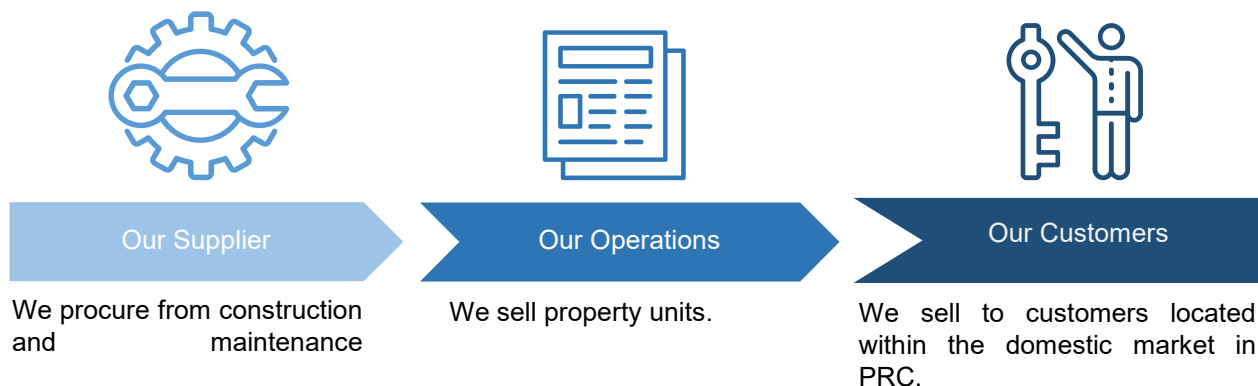 Our Supplier
Our Operations
Our Customers
We procure from construction
and maintenance
We sell property units.
We sell to customers located
within the domestic market in
PRC.